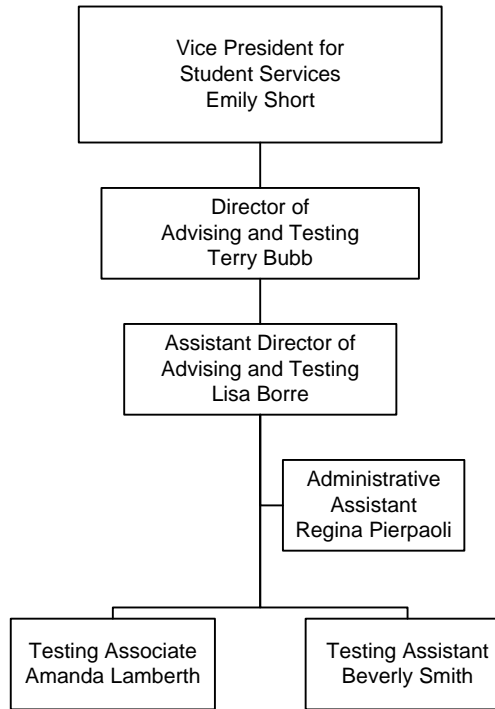 Vice President for
Student Services
Emily Short
Director of
Advising and Testing
Terry Bubb
Assistant Director of
Advising and Testing
Lisa Borre
Administrative
Assistant
Regina Pierpaoli
Testing Associate
Amanda Lamberth
Testing Assistant
Beverly Smith